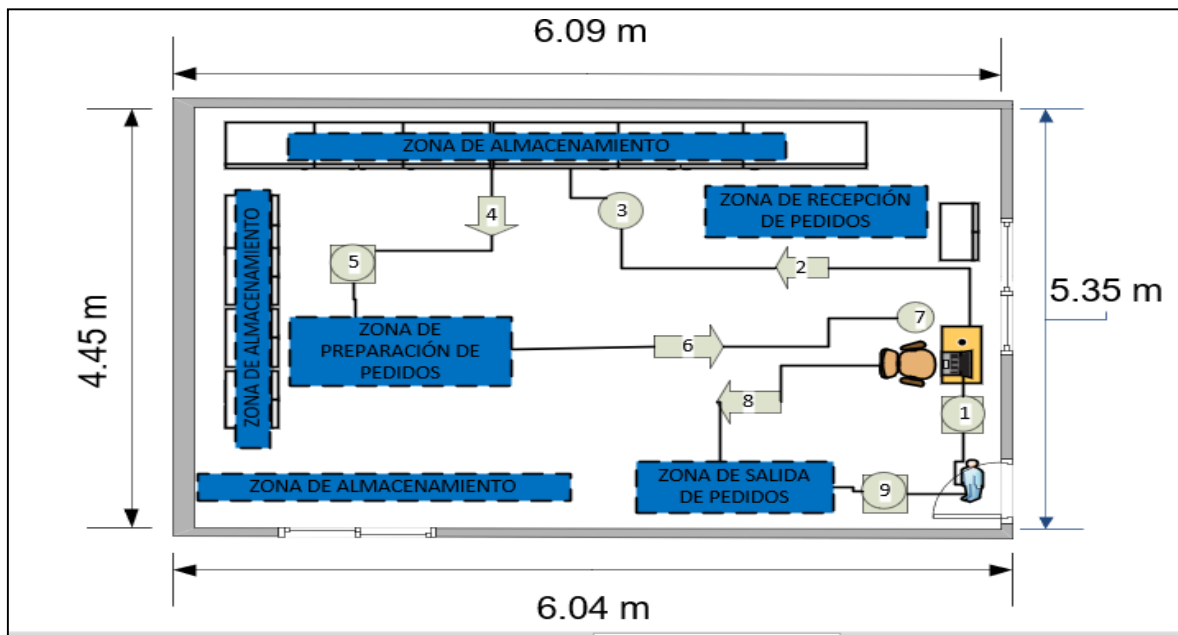 6.09 m
ZONA DE ALMACENAMIENTO
ZONA DE RECEPCIÓN
DE PEDIDOS
4
3
ZONA DE ALMACENAMIENTO
5
2
4.45 m
5.35 m
ZONA DE
PREPARACIÓN DE
PEDIDOS
7
6
8
1
ZONA DE ALMACENAMIENTO
ZONA DE SALIDA
DE PEDIDOS
9
6.04 m